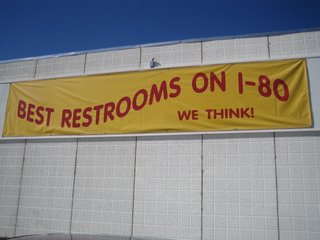 BEST RESTROOMS ON I-80
WE THINK!